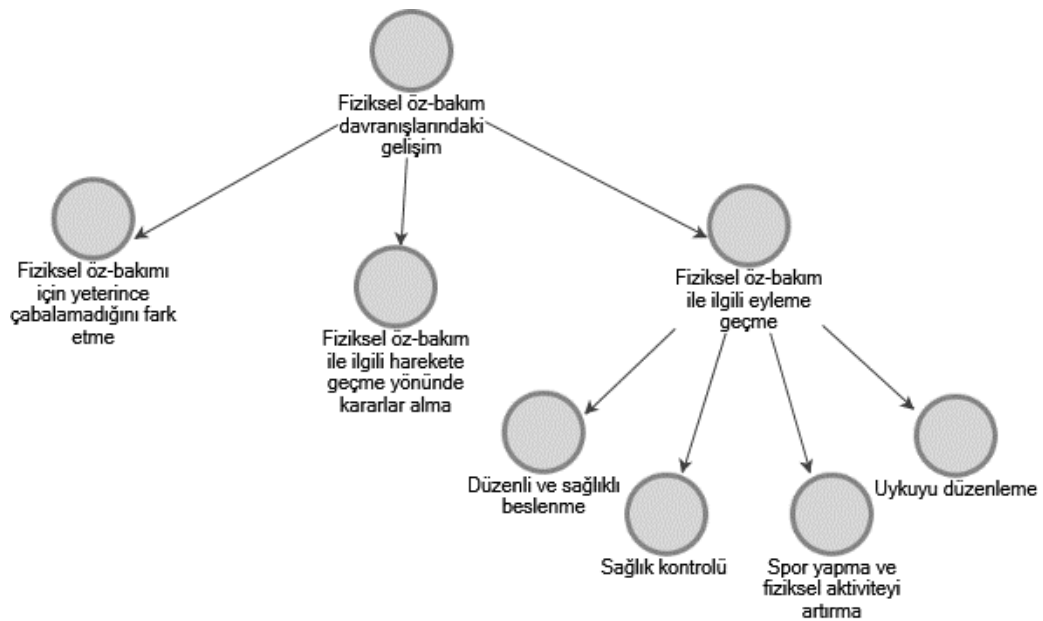 Fiziksel öz-bakım
davranışlarındaki
gelişim
Fiziksel öz-bakımı
için yeterince
çabalamadığını fark
etme
Fiziksel öz-bakım
ile ilgili harekete
geçme yönünde
kararlar alma
Fiziksel öz-bakım
ile ilgili eyleme
geçme
Düzenli ve sağlıklı
beslenme
Sağlık kontrolü
Spor yapma ve
fiziksel aktiviteyi
artırma
Uykuyu düzenleme